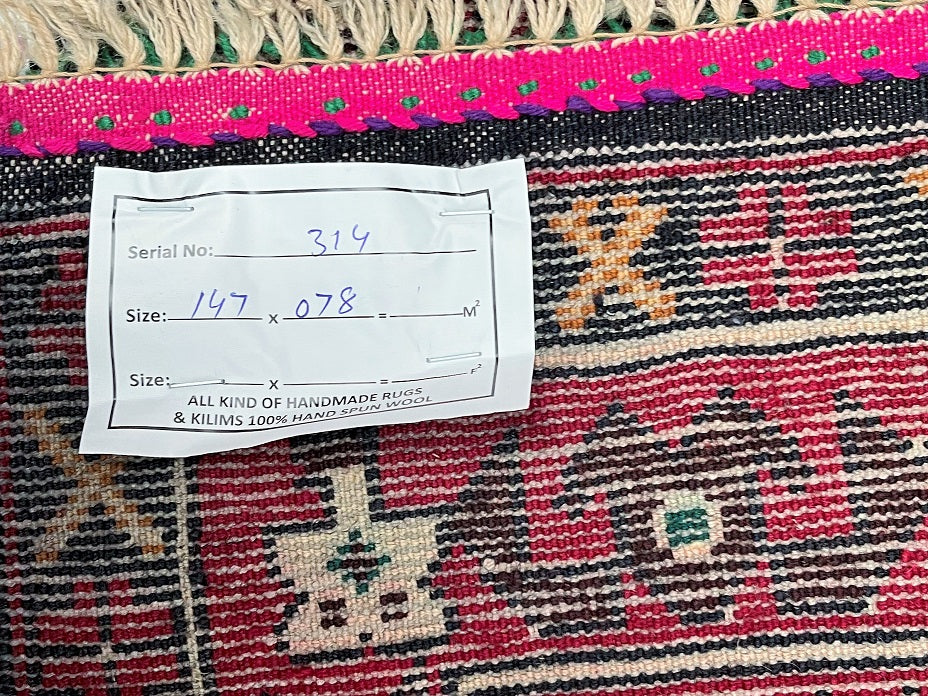 Serial No: 314
Size: 147 x 078 = M²
Size: x = F²
ALL KIND OF HANDMADE RUGS
& KILIMS 100% HAND SPUN WOOL